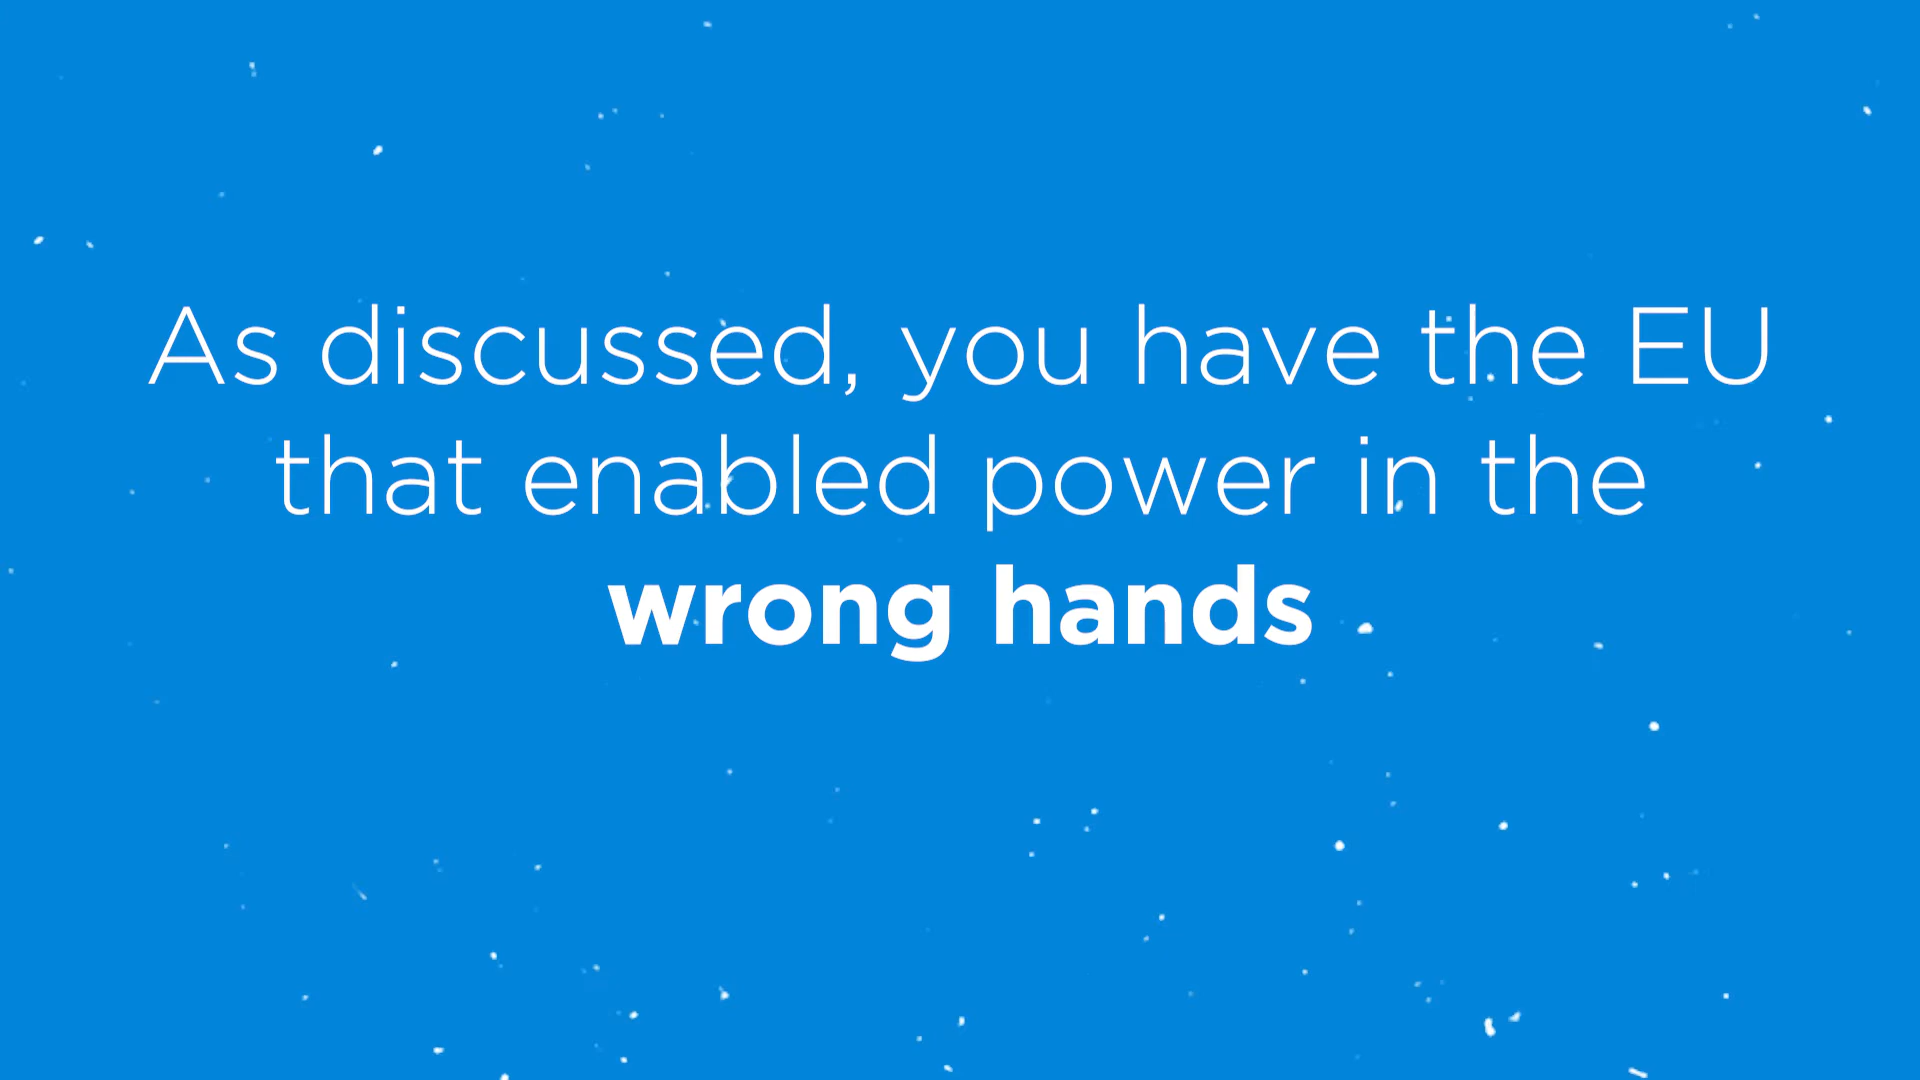 As discussed, you have the EU
that enabled power in the
wrong hands